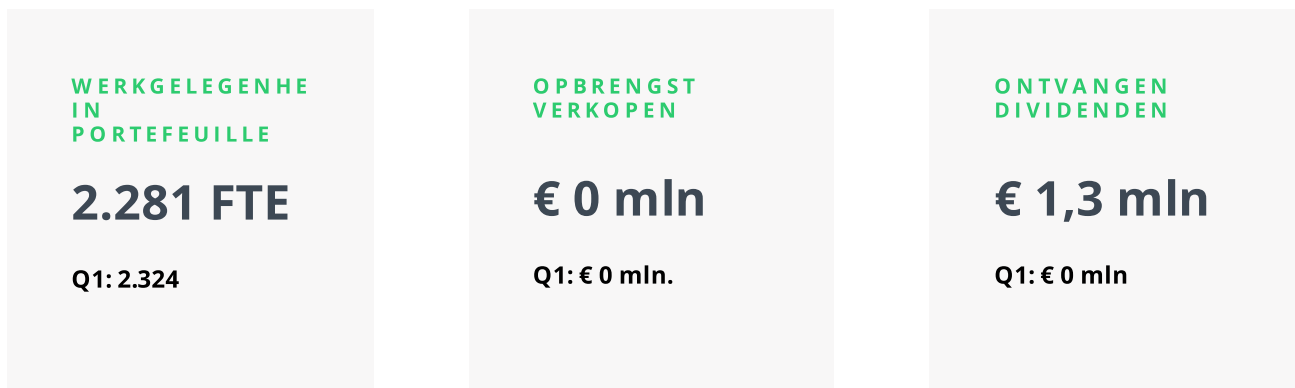 WERKGELEGENHE
IN
PORTEFEUILLE
2.281 FTE
Q1: 2.324
OPBRENGST
VERKOPEN
€ 0 mln
Q1: € 0 mln.
ONTVANGEN
DIVIDENDEN
€ 1,3 mln
Q1: € 0 mln